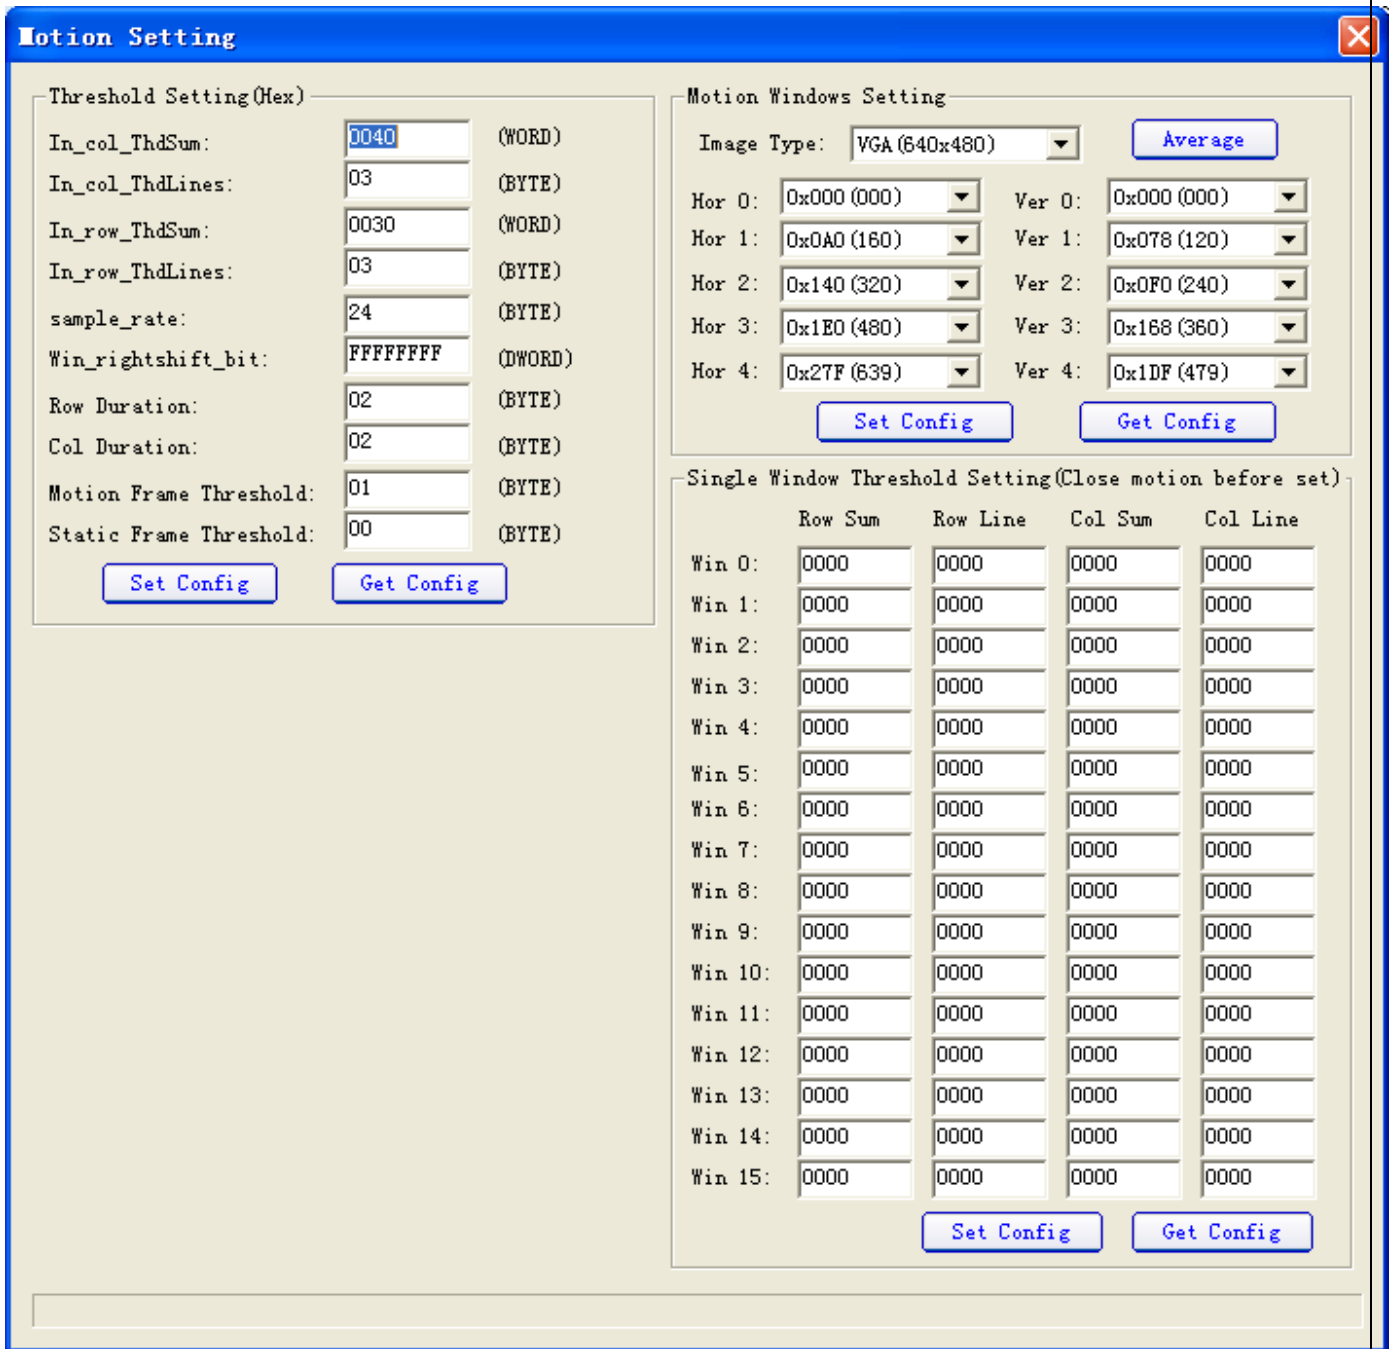 Motion Setting
Threshold Setting(Hex)
In_col_ThdSum: 0040 (WORD)
In_col_ThdLines: 03 (BYTE)
In_row_ThdSum: 0030 (WORD)
In_row_ThdLines: 03 (BYTE)
sample_rate: 24 (BYTE)
Win_rightshift_bit: FFFFFFFF (DWORD)
Row Duration: 02 (BYTE)
Col Duration: 02 (BYTE)
Motion Frame Threshold: 01 (BYTE)
Static Frame Threshold: 00 (BYTE)
Set Config Get Config
Motion Windows Setting
Image Type: VGA(640x480) Average
Hor 0: 0x000(000) Ver 0: 0x000(000)
Hor 1: 0x0A0(160) Ver 1: 0x078(120)
Hor 2: 0x140(320) Ver 2: 0x0F0(240)
Hor 3: 0x1E0(480) Ver 3: 0x168(360)
Hor 4: 0x27F(639) Ver 4: 0x1DF(479)
Set Config Get Config
Single Window Threshold Setting(Close motion before set)
Row Sum Row Line Col Sum Col Line
Win 0: 0000 0000 0000 0000
Win 1: 0000 0000 0000 0000
Win 2: 0000 0000 0000 0000
Win 3: 0000 0000 0000 0000
Win 4: 0000 0000 0000 0000
Win 5: 0000 0000 0000 0000
Win 6: 0000 0000 0000 0000
Win 7: 0000 0000 0000 0000
Win 8: 0000 0000 0000 0000
Win 9: 0000 0000 0000 0000
Win 10: 0000 0000 0000 0000
Win 11: 0000 0000 0000 0000
Win 12: 0000 0000 0000 0000
Win 13: 0000 0000 0000 0000
Win 14: 0000 0000 0000 0000
Win 15: 0000 0000 0000 0000
Set Config Get Config